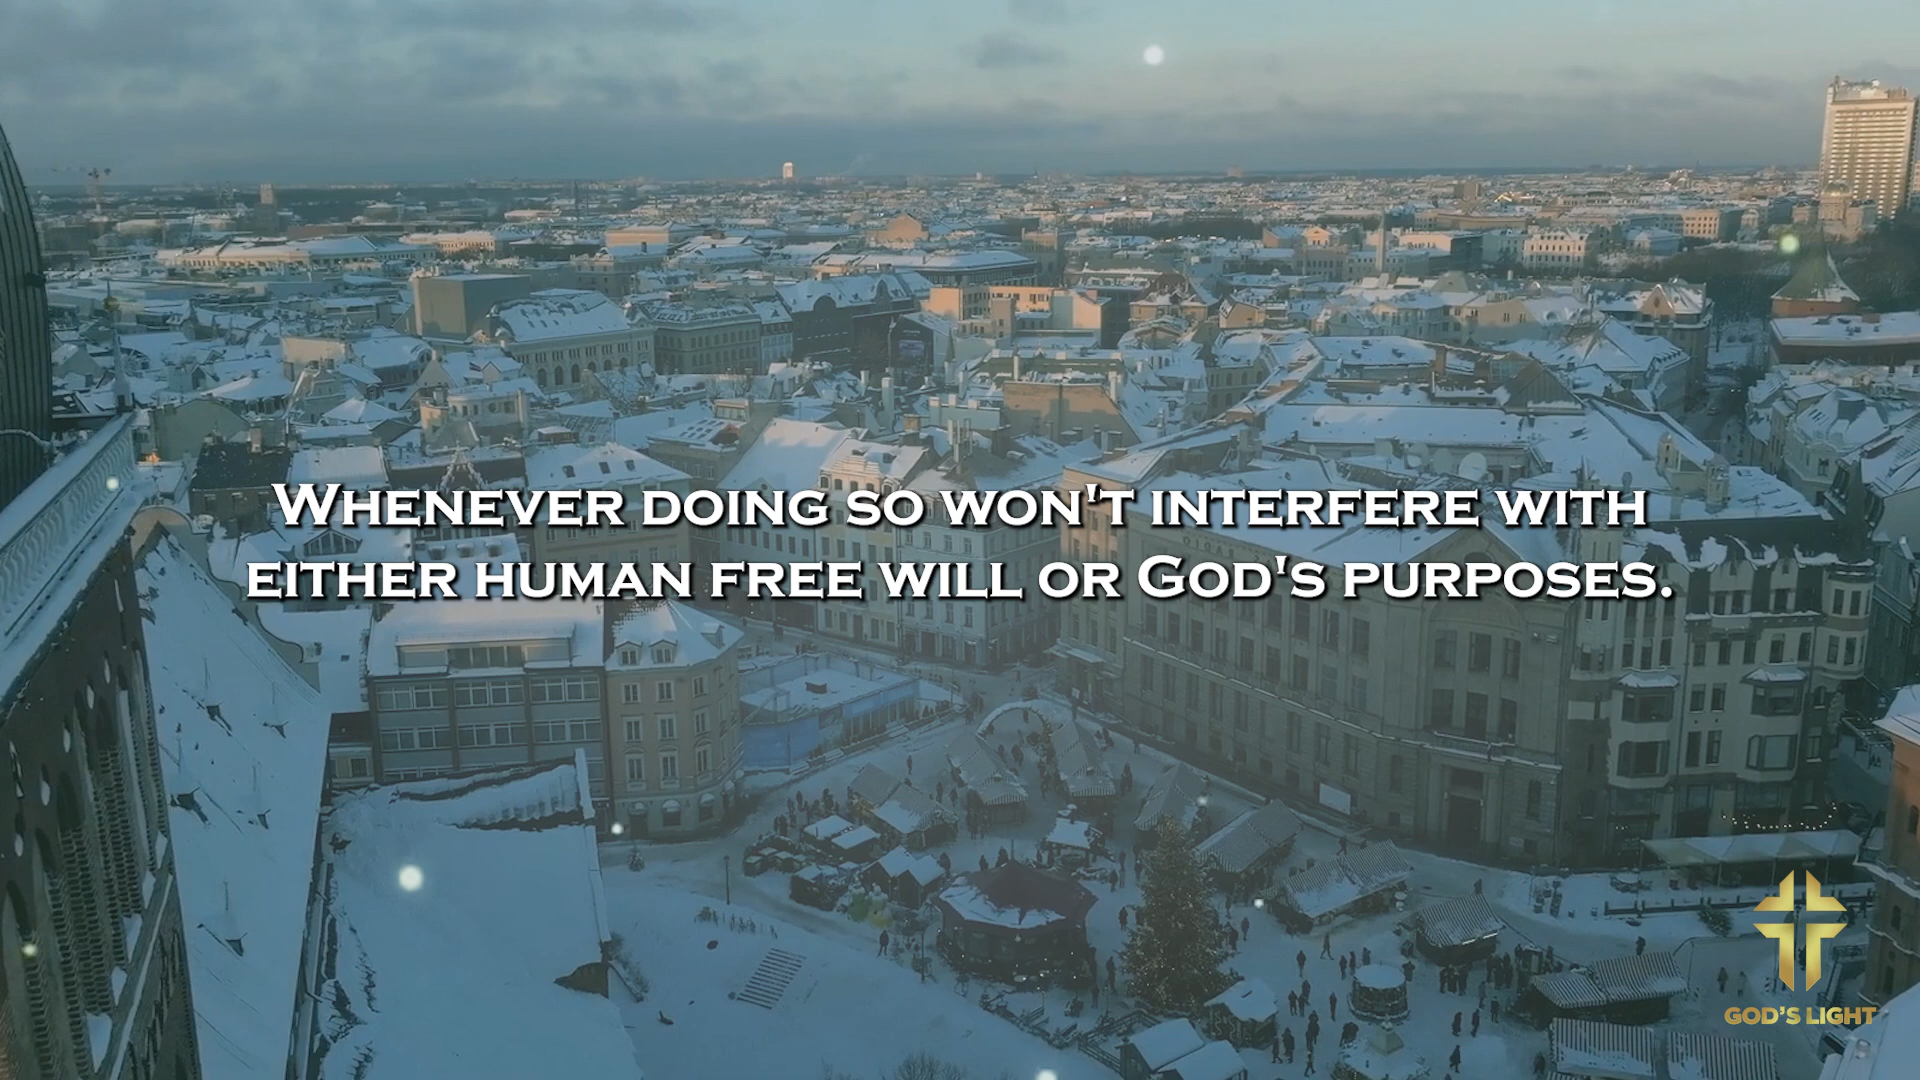 Whenever doing so won't interfere with
either human free will or God's purposes.
GOD'S LIGHT